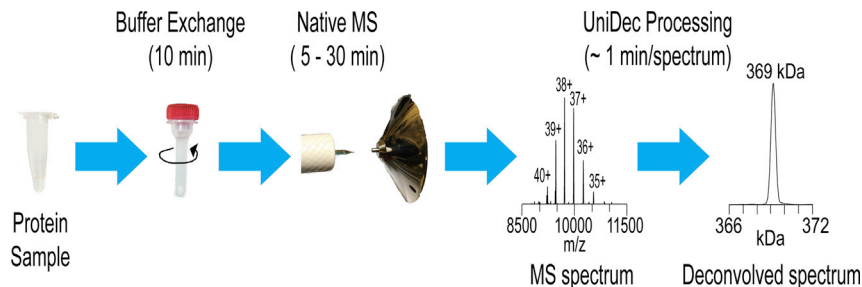 Buffer Exchange
(10 min)
Native MS
( 5 - 30 min)
UniDec Processing
(~ 1 min/spectrum)
Protein
Sample
38+
37+
39+
36+
40+
35+
8500 10000 11500
m/z
MS spectrum
369 kDa
366 372
kDa
Deconvolved spectrum